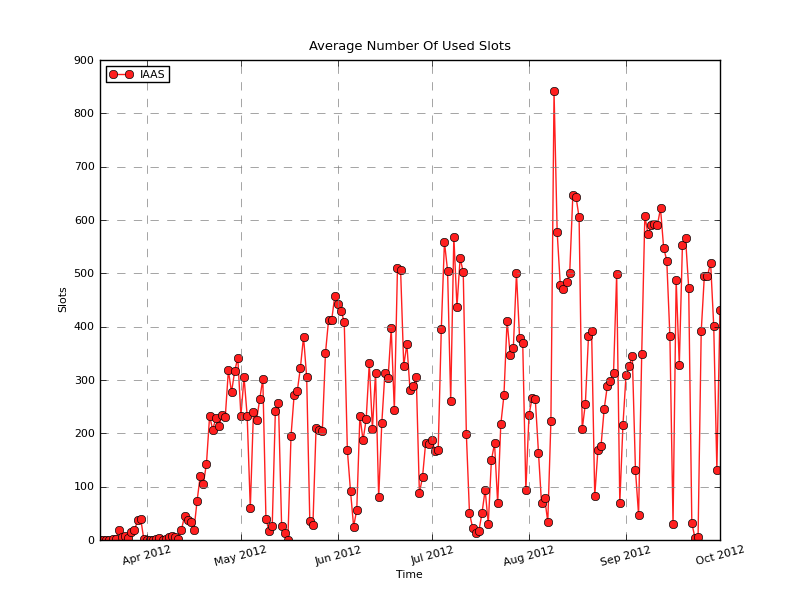 Average Number Of Used Slots
IAAS
900
800
700
600
500
400
300
200
100
0
Slots
Apr 2012
May 2012
Jun 2012
Jul 2012
Aug 2012
Sep 2012
Oct 2012
Time